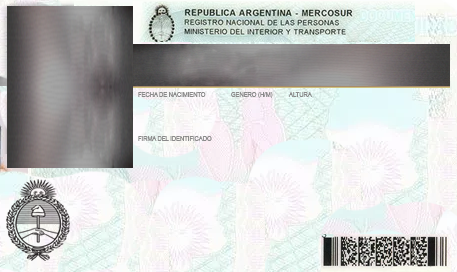 REPUBLICA ARGENTINA - MERCOSUR
REGISTRO NACIONAL DE LAS PERSONAS
MINISTERIO DEL INTERIOR Y TRANSPORTE
FECHA DE NACIMIENTO GENERO (H/M) ALTURA
FIRMA DEL IDENTIFICADO